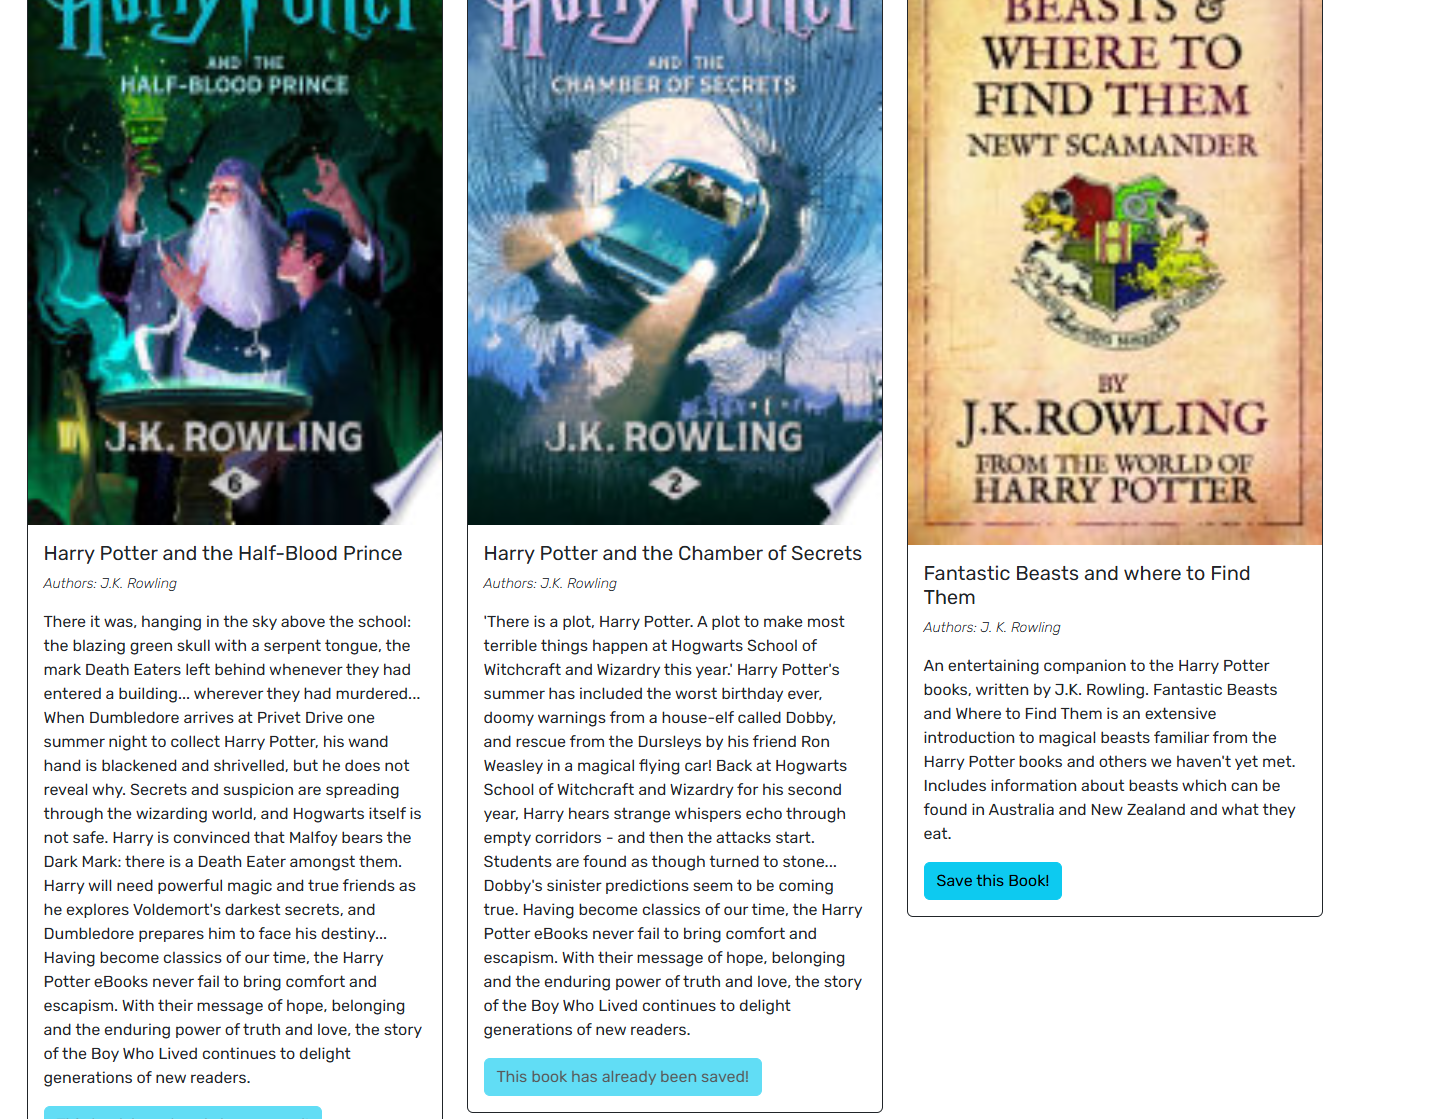 Harry Potter
AND THE
HALF-BLOOD PRINCE
J.K. ROWLING
6
Harry Potter and the Half-Blood Prince
Authors: J.K. Rowling
There it was, hanging in the sky above the school:
the blazing green skull with a serpent tongue, the
mark Death Eaters left behind whenever they had
entered a building... wherever they had murdered...
When Dumbledore arrives at Privet Drive one
summer night to collect Harry Potter, his wand
hand is blackened and shrivelled, but he does not
reveal why. Secrets and suspicion are spreading
through the wizarding world, and Hogwarts itself is
not safe. Harry is convinced that Malfoy bears the
Dark Mark: there is a Death Eater amongst them.
Harry will need powerful magic and true friends as
he explores Voldemort's darkest secrets, and
Dumbledore prepares him to face his destiny...
Having become classics of our time, the Harry
Potter eBooks never fail to bring comfort and
escapism. With their message of hope, belonging
and the enduring power of truth and love, the story
of the Boy Who Lived continues to delight
generations of new readers.
Harry Potter
AND THE
CHAMBER OF SECRETS
J.K. ROWLING
2
Harry Potter and the Chamber of Secrets
Authors: J.K. Rowling
'There is a plot, Harry Potter. A plot to make most
terrible things happen at Hogwarts School of
Witchcraft and Wizardry this year.' Harry Potter's
summer has included the worst birthday ever,
doomy warnings from a house-elf called Dobby,
and rescue from the Dursleys by his friend Ron
Weasley in a magical flying car! Back at Hogwarts
School of Witchcraft and Wizardry for his second
year, Harry hears strange whispers echo through
empty corridors - and then the attacks start.
Students are found as though turned to stone...
Dobby's sinister predictions seem to be coming
true. Having become classics of our time, the Harry
Potter eBooks never fail to bring comfort and
escapism. With their message of hope, belonging
and the enduring power of truth and love, the story
of the Boy Who Lived continues to delight
generations of new readers.
This book has already been saved!
BEASTS &
WHERE TO
FIND THEM
NEWT SCAMANDER
H
BY
J.K.ROWLING
FROM THE WORLD OF
HARRY POTTER
Fantastic Beasts and where to Find
Them
Authors: J. K. Rowling
An entertaining companion to the Harry Potter
books, written by J.K. Rowling. Fantastic Beasts
and Where to Find Them is an extensive
introduction to magical beasts familiar from the
Harry Potter books and others we haven't yet met.
Includes information about beasts which can be
found in Australia and New Zealand and what they
eat.
Save this Book!